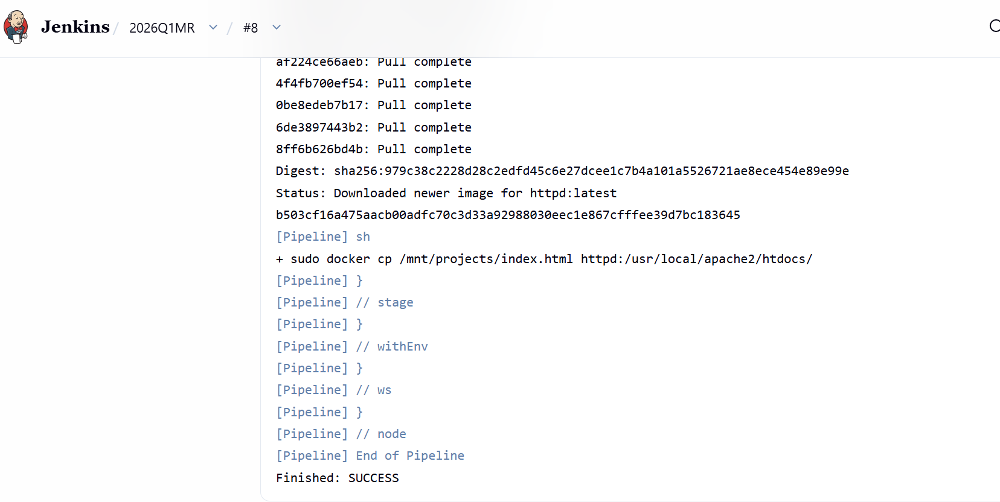 Jenkins / 2026Q1MR / #8
af224ce66aeb: Pull complete
4f4fb700ef54: Pull complete
0be8edeb7b17: Pull complete
6de3897443b2: Pull complete
8ff6b626bd4b: Pull complete
Digest: sha256:979c38c2228d28c2edfd45c6e27dcee1c7b4a101a5526721ae8ece454e89e99e
Status: Downloaded newer image for httpd:latest
b503cf16a475aacb00adfc70c3d33a92988030eec1e867cfffee39d7bc183645
[Pipeline] sh
+ sudo docker cp /mnt/projects/index.html httpd:/usr/local/apache2/htdocs/
[Pipeline] }
[Pipeline] // stage
[Pipeline] }
[Pipeline] // withEnv
[Pipeline] }
[Pipeline] // ws
[Pipeline] }
[Pipeline] // node
[Pipeline] End of Pipeline
Finished: SUCCESS